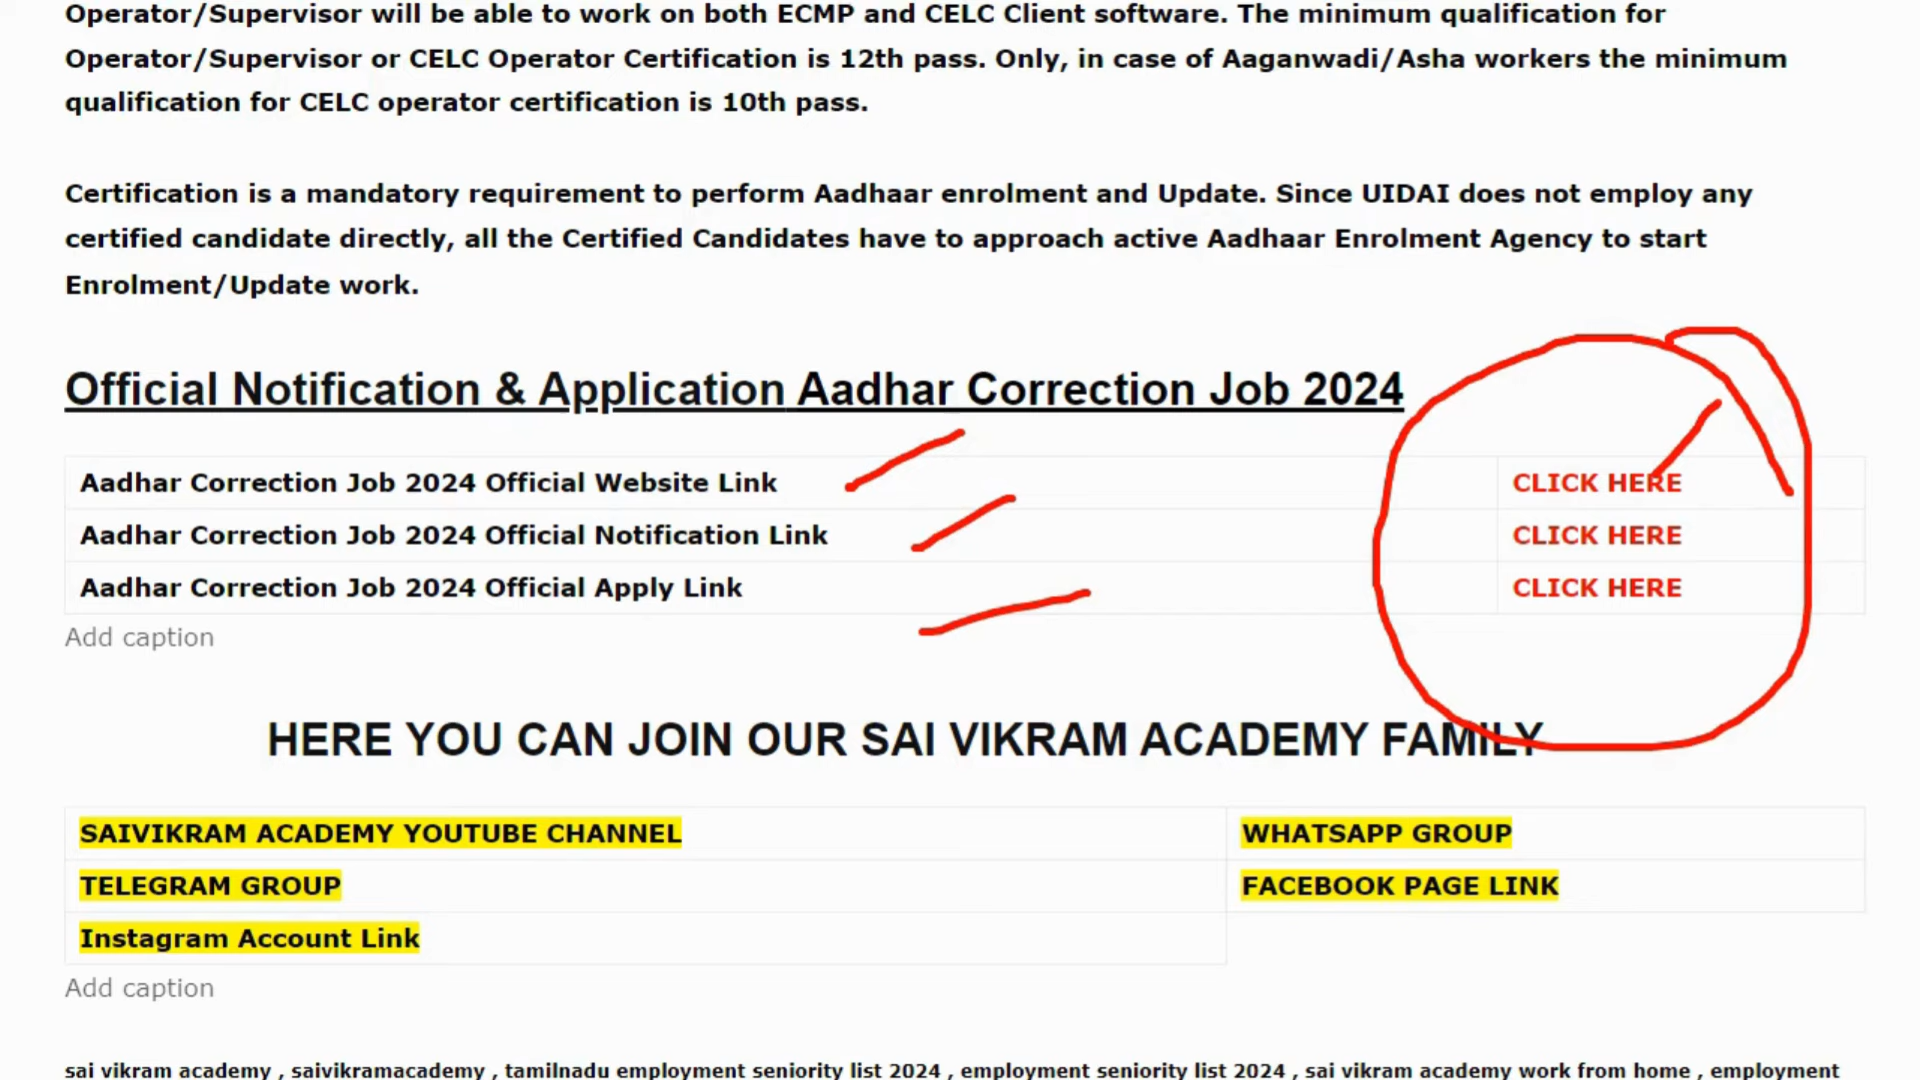 Operator/Supervisor will be able to work on both ECMP and CELC Client software. The minimum qualification for
Operator/Supervisor or CELC Operator Certification is 12th pass. Only, in case of Aaganwadi/Asha workers the minimum
qualification for CELC operator certification is 10th pass.
Certification is a mandatory requirement to perform Aadhaar enrolment and Update. Since UIDAI does not employ any
certified candidate directly, all the Certified Candidates have to approach active Aadhaar Enrolment Agency to start
Enrolment/Update work.
Official Notification & Application Aadhar Correction Job 2024
Aadhar Correction Job 2024 Official Website Link CLICK HERE
Aadhar Correction Job 2024 Official Notification Link CLICK HERE
Aadhar Correction Job 2024 Official Apply Link CLICK HERE
Add caption
HERE YOU CAN JOIN OUR SAI VIKRAM ACADEMY FAMILY
SAIVIKRAM ACADEMY YOUTUBE CHANNEL WHATSAPP GROUP
TELEGRAM GROUP FACEBOOK PAGE LINK
Instagram Account Link
Add caption
sai vikram academy , saivikramacademy , tamilnadu employment seniority list 2024 , employment seniority list 2024 , sai vikram academy work from home , employment